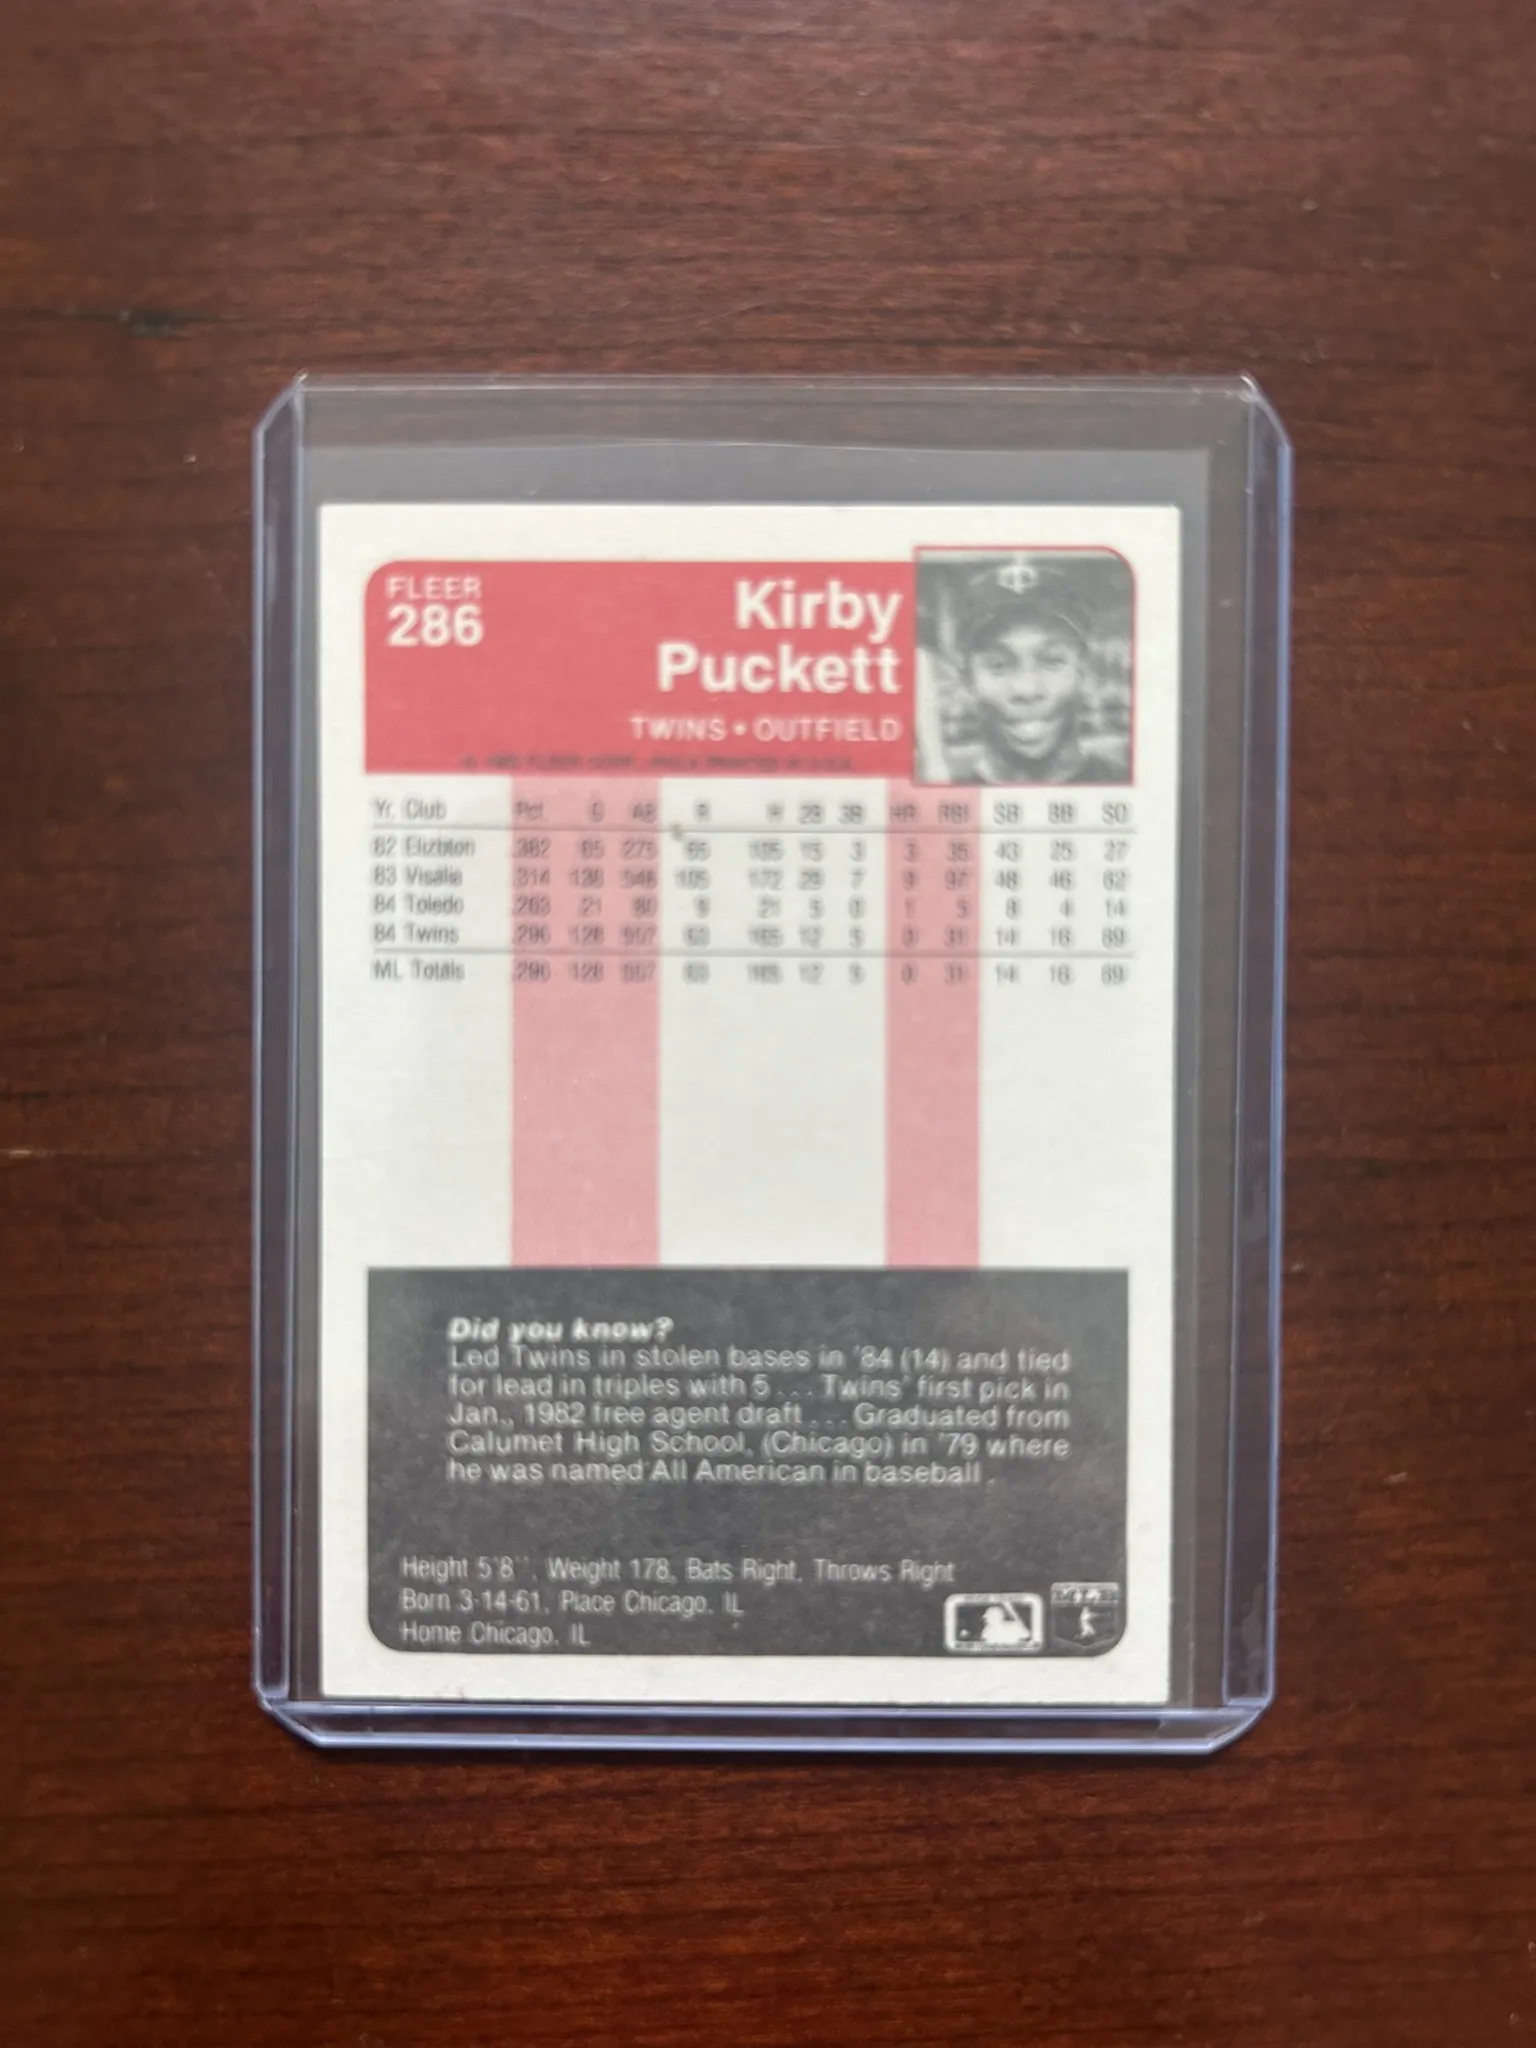 FLEER
286
Kirby
Puckett
TWINS • OUTFIELD
© 1985 FLEER CORP., PHILA PRINTED IN U.S.A.
Yr. Club Pct. G AB R H 2B 3B HR RBI SB BB SO
82 Elizbton .382 65 275 65 105 15 3 3 35 43 25 27
83 Visalia .314 138 548 105 172 29 7 9 97 48 46 62
84 Toledo .263 21 80 9 21 5 0 1 5 8 4 14
84 Twins .296 128 557 63 165 12 5 0 31 14 16 69
ML Totals .296 128 557 63 165 12 5 0 31 14 16 69
Did you know?
Led Twins in stolen bases in '84 (14) and tied
for lead in triples with 5 . . . Twins' first pick in
Jan., 1982 free agent draft . . . Graduated from
Calumet High School, (Chicago) in '79 where
he was named All American in baseball .
Height 5'8'', Weight 178, Bats Right, Throws Right
Born 3-14-61, Place Chicago, IL
Home Chicago, IL